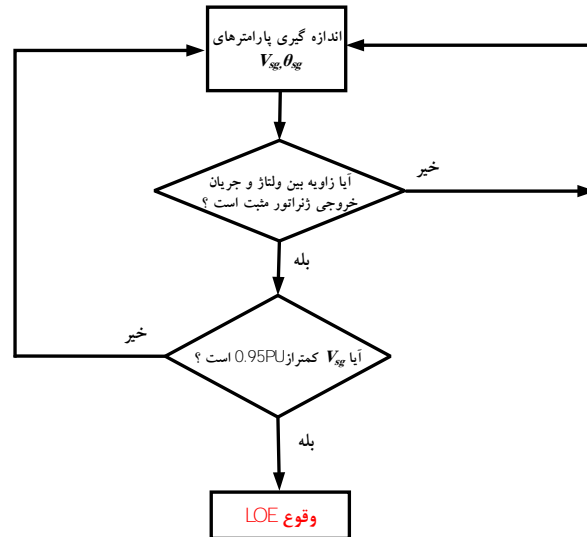 اندازه گیری پارامترهای
Vsg,θsg
آیا زاویه بین ولتاژ و جریان
خروجی ژنراتور مثبت است ؟
خیر
بله
خیر
آیا Vsg کمتراز0.95PU است ؟
بله
وقوع LOE